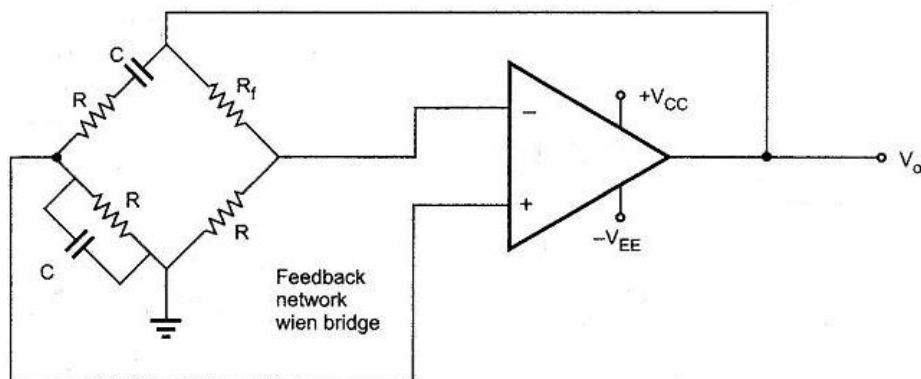 C
R
R_f
+V_CC
−
V_o
R
+
R
C
−V_EE
Feedback
network
wien bridge